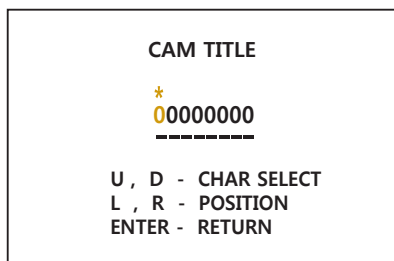 CAM TITLE
*
00000000
--------
U , D - CHAR SELECT
L , R - POSITION
ENTER - RETURN